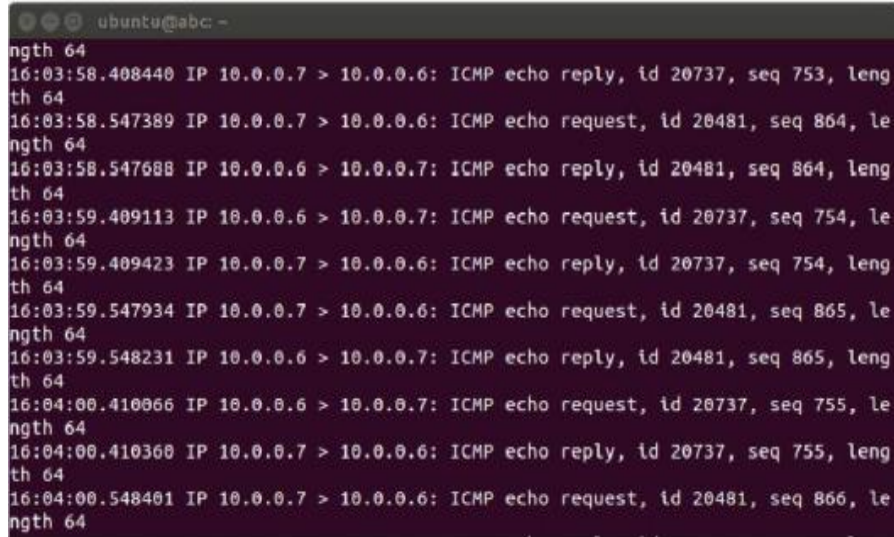 ubuntu@abc: ~
ngth 64
16:03:58.408440 IP 10.0.0.7 > 10.0.0.6: ICMP echo reply, id 20737, seq 753, leng
th 64
16:03:58.547389 IP 10.0.0.7 > 10.0.0.6: ICMP echo request, id 20481, seq 864, le
ngth 64
16:03:58.547688 IP 10.0.0.6 > 10.0.0.7: ICMP echo reply, id 20481, seq 864, leng
th 64
16:03:59.409113 IP 10.0.0.6 > 10.0.0.7: ICMP echo request, id 20737, seq 754, le
ngth 64
16:03:59.409423 IP 10.0.0.7 > 10.0.0.6: ICMP echo reply, id 20737, seq 754, leng
th 64
16:03:59.547934 IP 10.0.0.7 > 10.0.0.6: ICMP echo request, id 20481, seq 865, le
ngth 64
16:03:59.548231 IP 10.0.0.6 > 10.0.0.7: ICMP echo reply, id 20481, seq 865, leng
th 64
16:04:00.410066 IP 10.0.0.6 > 10.0.0.7: ICMP echo request, id 20737, seq 755, le
ngth 64
16:04:00.410360 IP 10.0.0.7 > 10.0.0.6: ICMP echo reply, id 20737, seq 755, leng
th 64
16:04:00.548401 IP 10.0.0.7 > 10.0.0.6: ICMP echo request, id 20481, seq 866, le
ngth 64